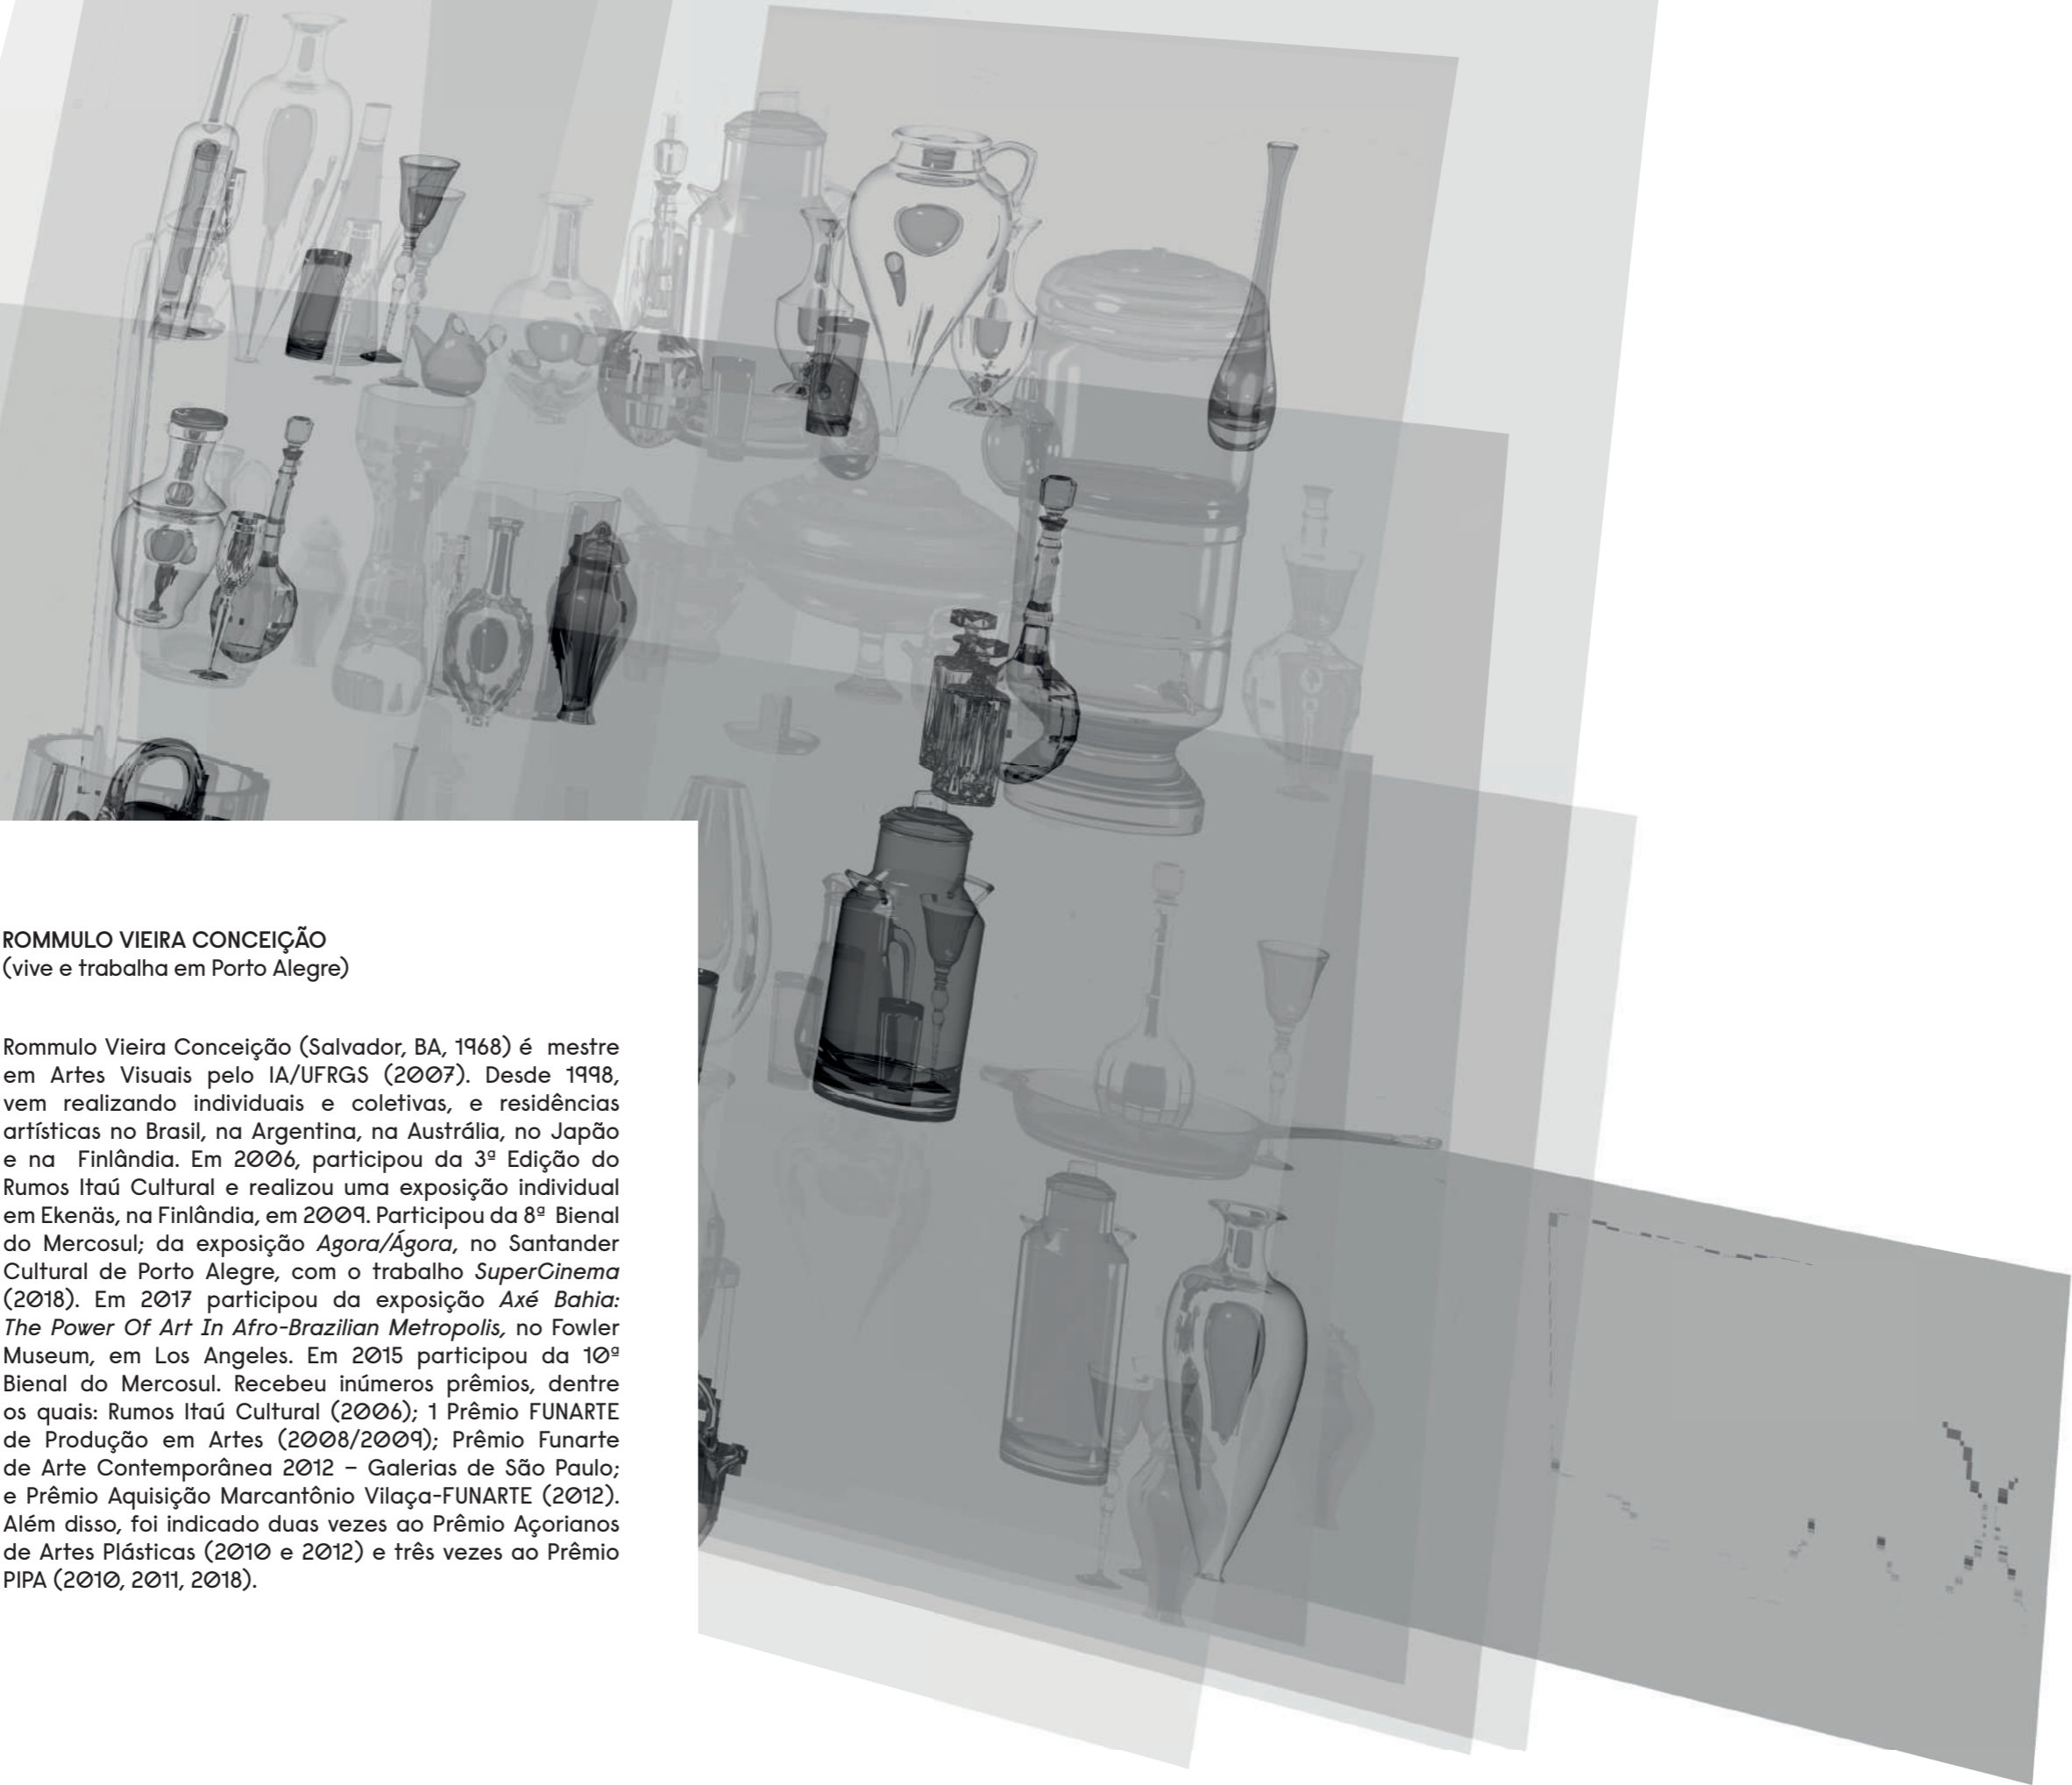 ROMMULO VIEIRA CONCEIÇÃO
(vive e trabalha em Porto Alegre)
Rommulo Vieira Conceição (Salvador, BA, 1968) é mestre
em Artes Visuais pelo IA/UFRGS (2007). Desde 1998,
vem realizando individuais e coletivas, e residências
artísticas no Brasil, na Argentina, na Austrália, no Japão
e na Finlândia. Em 2006, participou da 3ª Edição do
Rumos Itaú Cultural e realizou uma exposição individual
em Ekenäs, na Finlândia, em 2009. Participou da 8ª Bienal
do Mercosul; da exposição Agora/Ágora, no Santander
Cultural de Porto Alegre, com o trabalho SuperCinema
(2018). Em 2017 participou da exposição Axé Bahia:
The Power Of Art In Afro-Brazilian Metropolis, no Fowler
Museum, em Los Angeles. Em 2015 participou da 10ª
Bienal do Mercosul. Recebeu inúmeros prêmios, dentre
os quais: Rumos Itaú Cultural (2006); 1 Prêmio FUNARTE
de Produção em Artes (2008/2009); Prêmio Funarte
de Arte Contemporânea 2012 – Galerias de São Paulo;
e Prêmio Aquisição Marcantônio Vilaça-FUNARTE (2012).
Além disso, foi indicado duas vezes ao Prêmio Açorianos
de Artes Plásticas (2010 e 2012) e três vezes ao Prêmio
PIPA (2010, 2011, 2018).